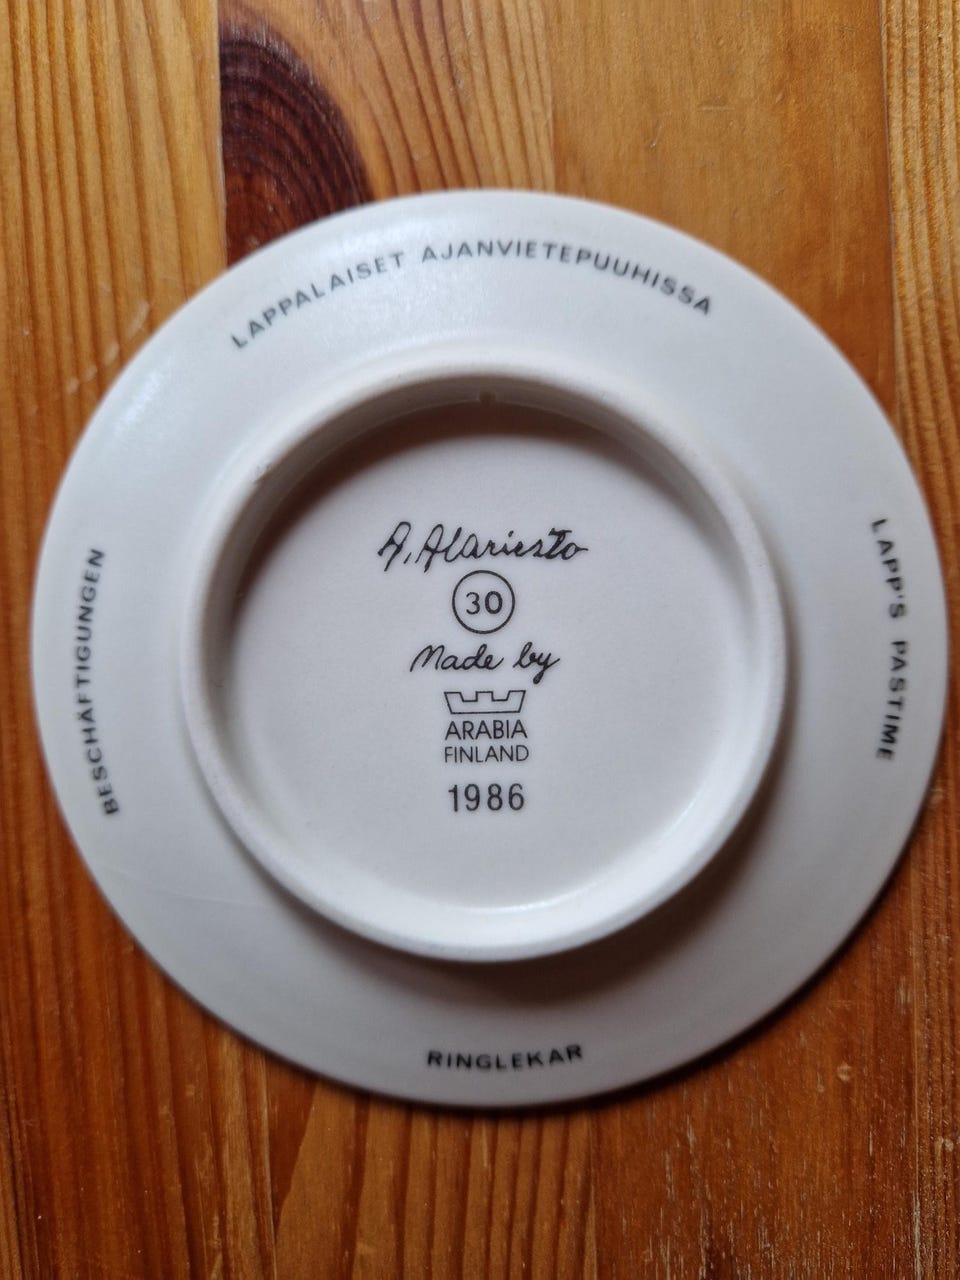 LAPPALAISET AJANVIETEPUUHISSA
LAPP'S PASTIME
RINGLEKAR
BESCHÄFTIGUNGEN
A. Alariesto
30
Made by
ARABIA
FINLAND
1986